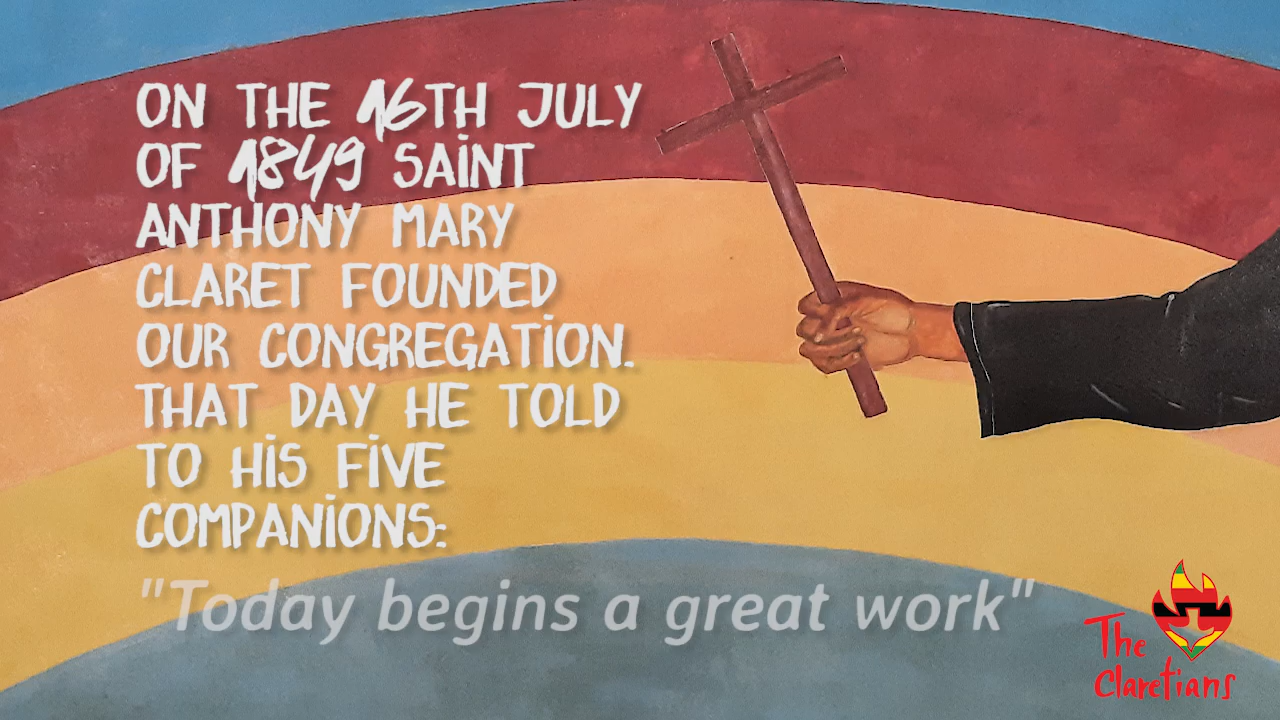 ON THE 16TH JULY
OF 1849 SAINT
ANTHONY MARY
CLARET FOUNDED
OUR CONGREGATION.
THAT DAY HE TOLD
TO HIS FIVE
COMPANIONS:
"Today begins a great work"
The
Claretians